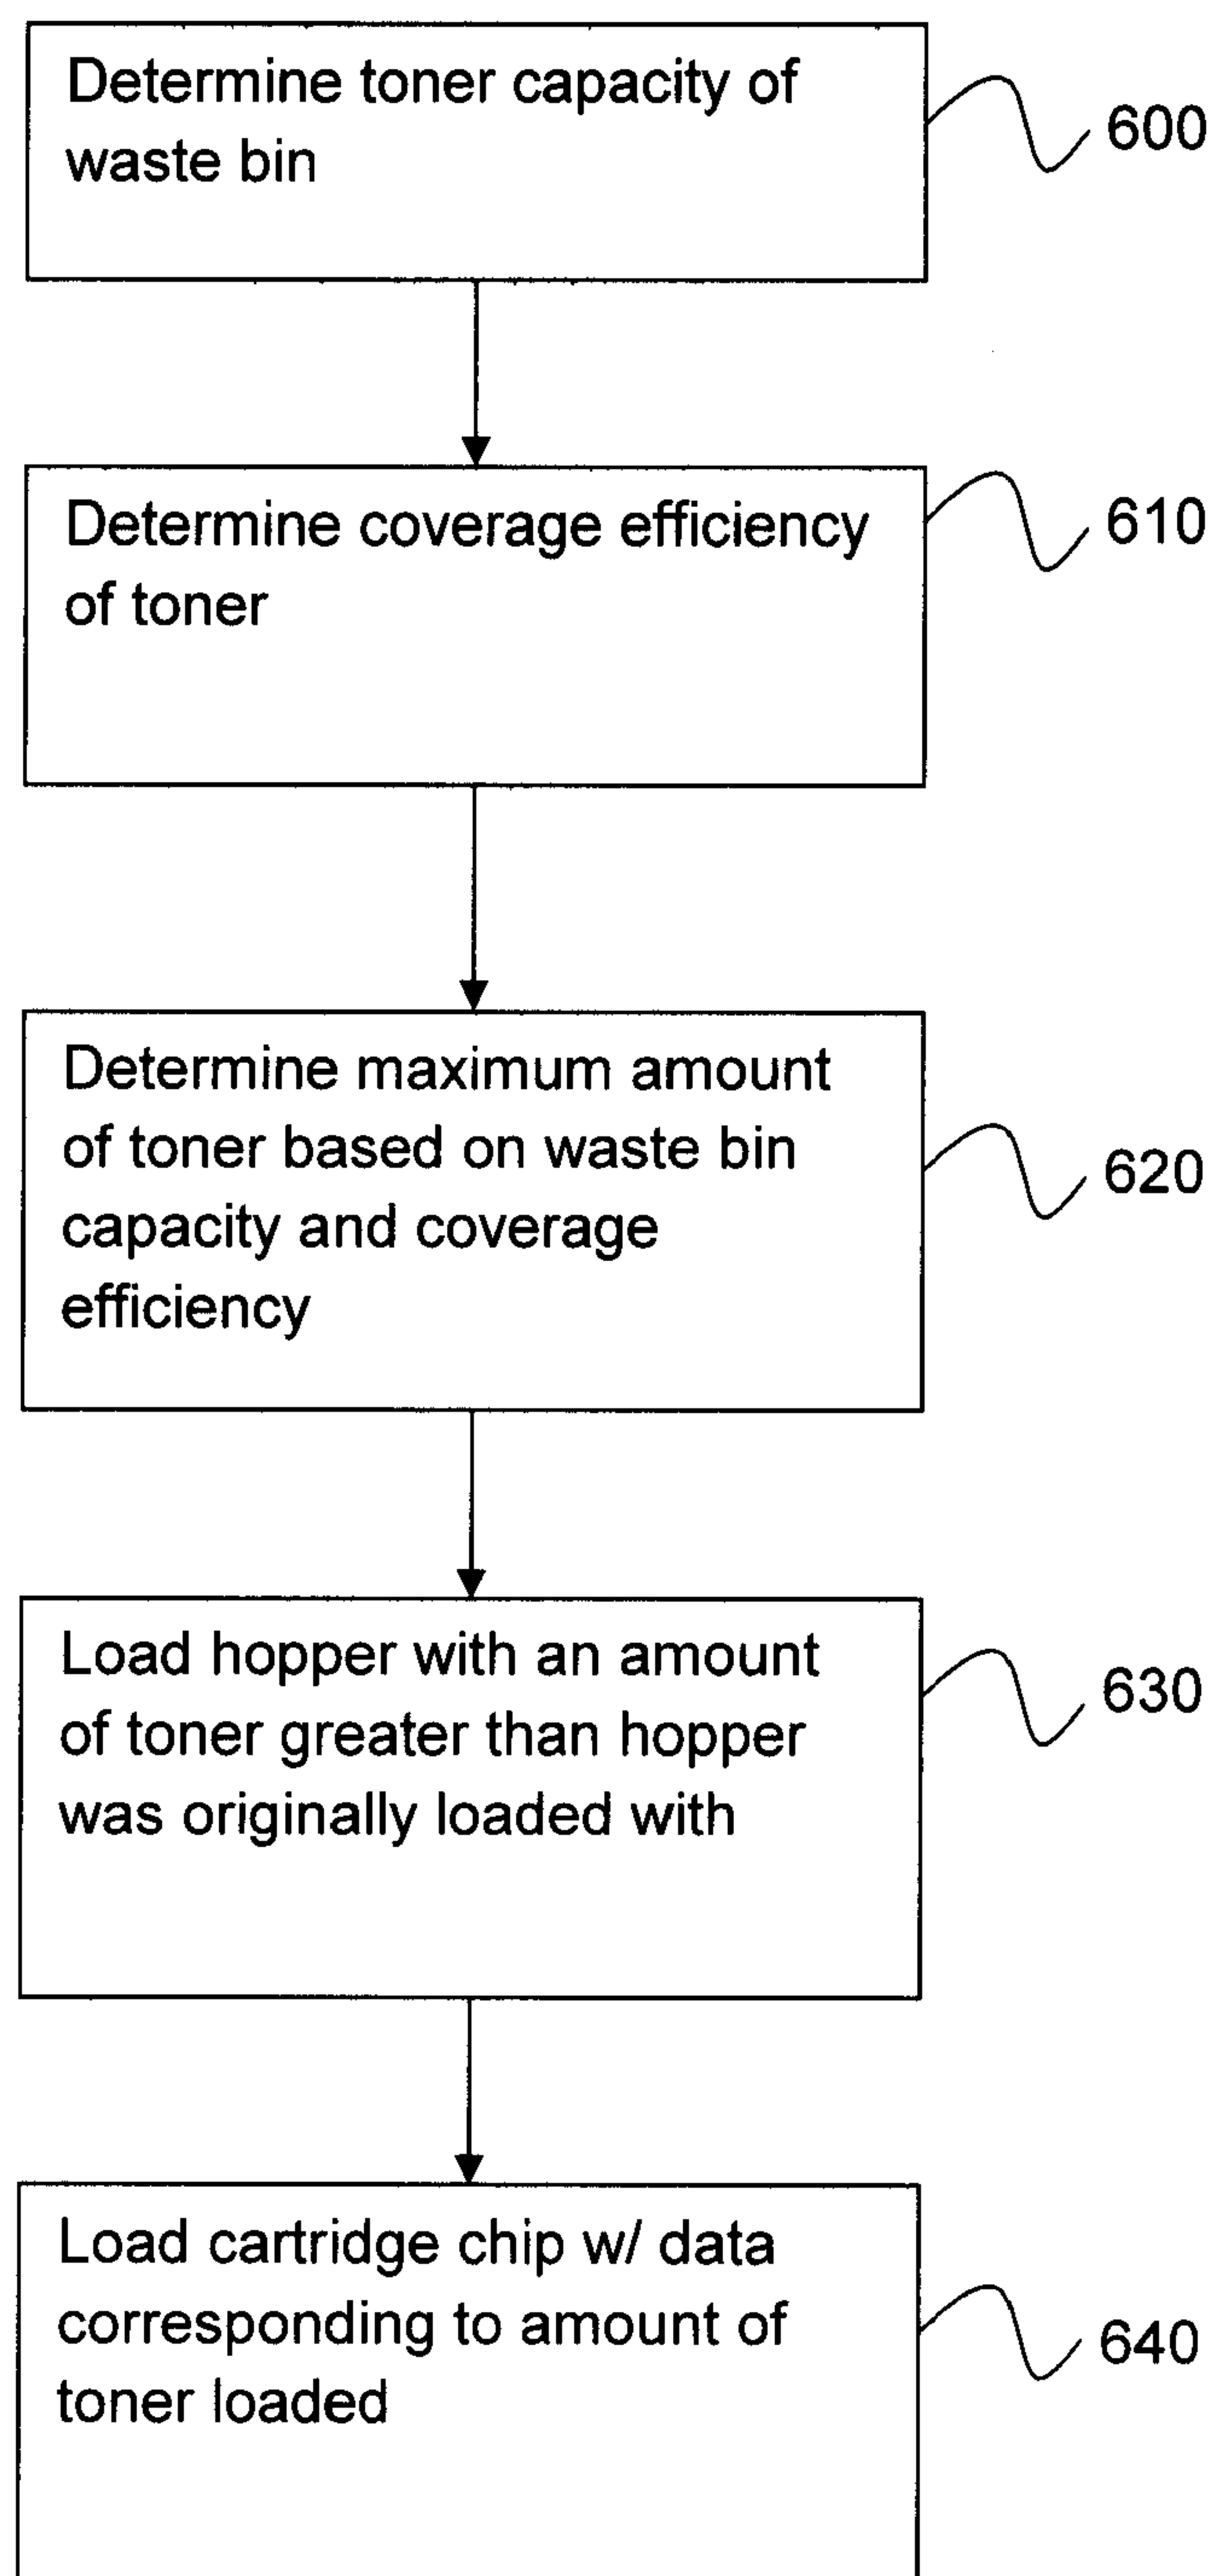 Determine toner capacity of
waste bin
600
Determine coverage efficiency
of toner
610
Determine maximum amount
of toner based on waste bin
capacity and coverage
efficiency
620
Load hopper with an amount
of toner greater than hopper
was originally loaded with
630
Load cartridge chip w/ data
corresponding to amount of
toner loaded
640